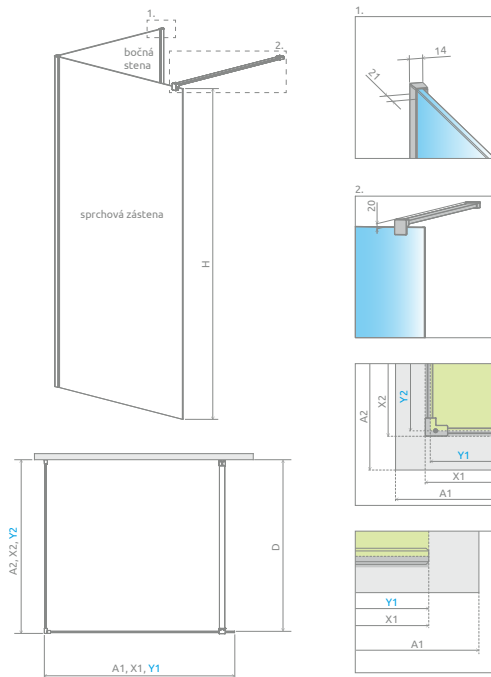 1.
2.
bočná
stena
sprchová zástena
H
A2, X2, Y2
D
A1, X1, Y1
1.
14
21
2.
20
A2
X2
Y2
Y1
X1
A1
Y1
X1
A1